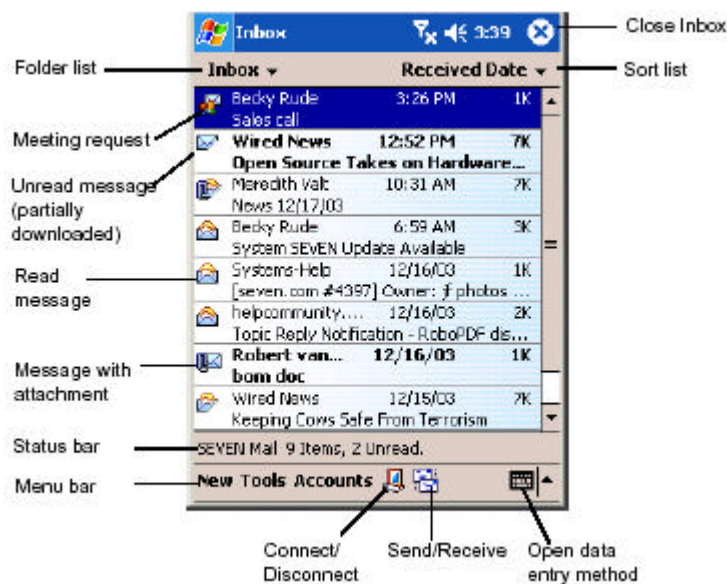 Inbox 3:39
Close Inbox
Folder list
Inbox Received Date
Sort list
Becky Rude 3:26 PM 1K
Sales call
Meeting request
Wired News 12:52 PM 7K
Open Source Takes on Hardware...
Unread message
(partially
downloaded)
Meredith Valt 10:31 AM 7K
News 12/17/03
Becky Rude 6:59 AM 3K
System SEVEN Update Available
Read
message
Systems-Help 12/16/03 1K
[seven.com #4397] Owner: jf photos ...
helpcommunity.... 12/16/03 2K
Topic Reply Notification - RoboPDF dis...
Message with
attachment
Robert van... 12/16/03 1K
bom doc
Wired News 12/15/03 7K
Keeping Cows Safe From Terrorism
Status bar
SEVEN Mail 9 Items, 2 Unread.
Menu bar
New Tools Accounts
Connect/
Disconnect
Send/Receive
Open data
entry method